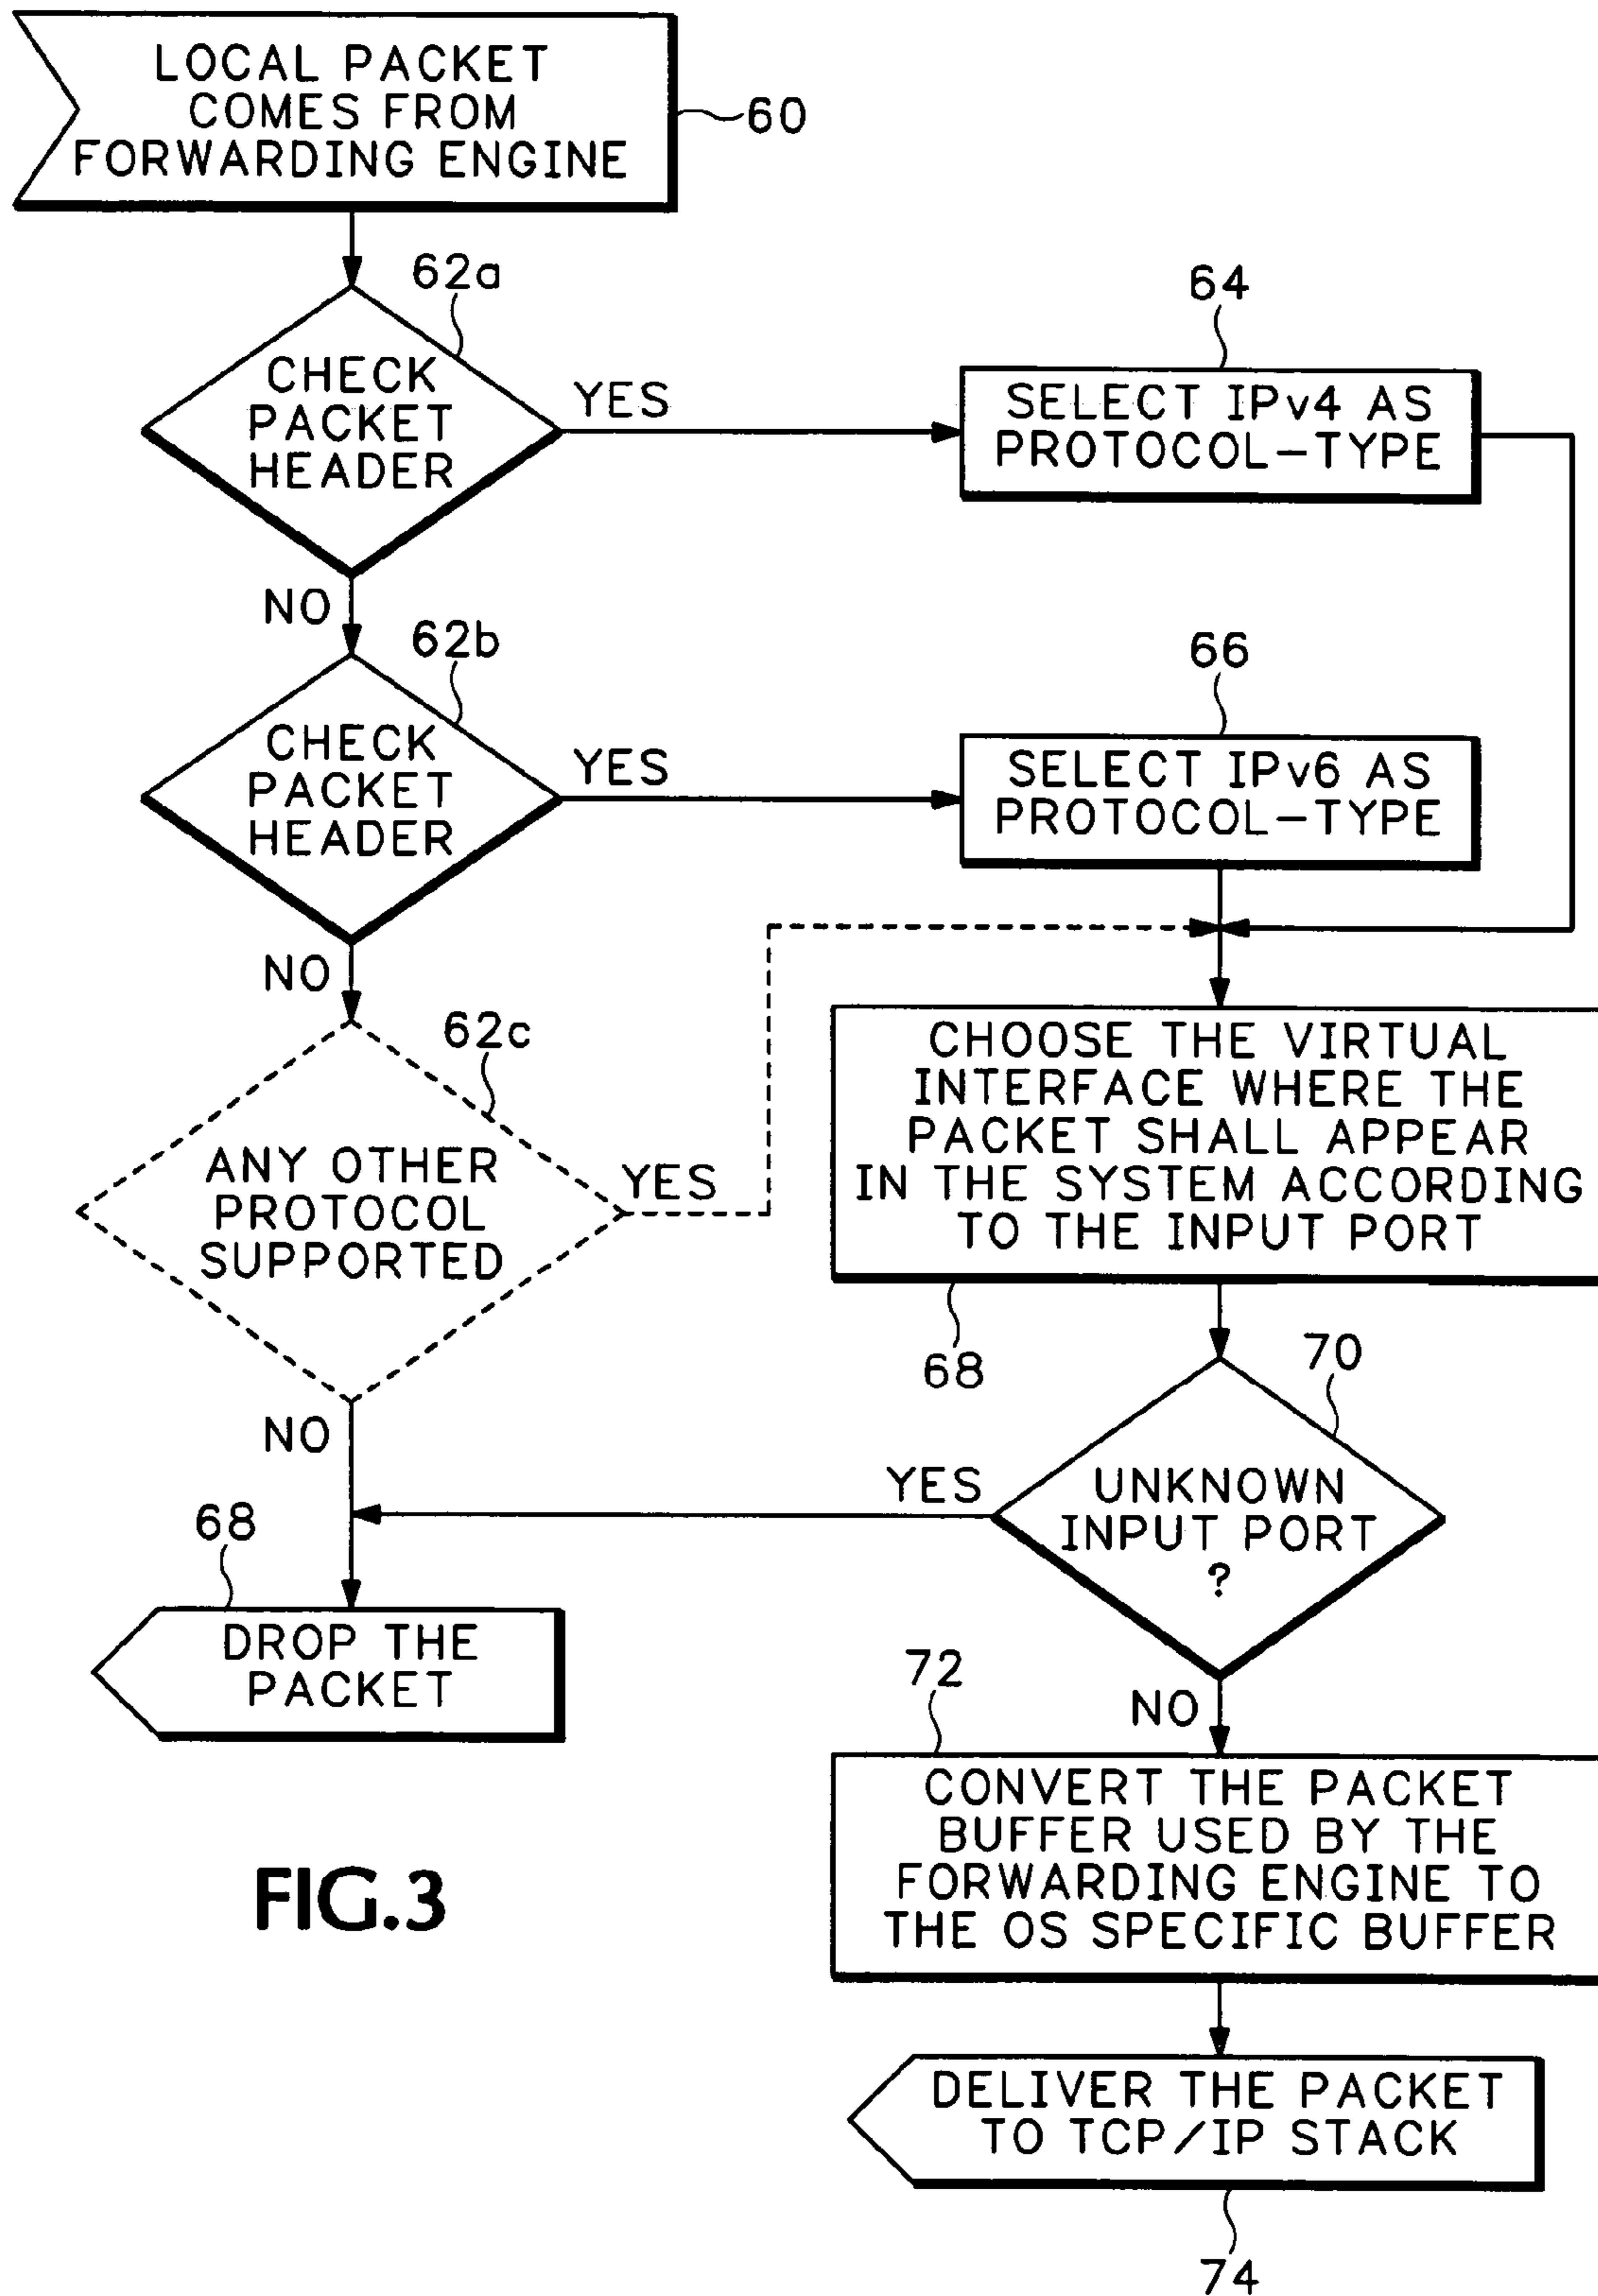 LOCAL PACKET
COMES FROM
FORWARDING ENGINE
60
62a
CHECK
PACKET
HEADER
YES
64
SELECT IPv4 AS
PROTOCOL-TYPE
NO
62b
CHECK
PACKET
HEADER
YES
66
SELECT IPv6 AS
PROTOCOL-TYPE
NO
62c
ANY OTHER
PROTOCOL
SUPPORTED
YES
CHOOSE THE VIRTUAL
INTERFACE WHERE THE
PACKET SHALL APPEAR
IN THE SYSTEM ACCORDING
TO THE INPUT PORT
68
70
NO
YES
UNKNOWN
INPUT PORT
?
68
DROP THE
PACKET
NO
72
CONVERT THE PACKET
BUFFER USED BY THE
FORWARDING ENGINE TO
THE OS SPECIFIC BUFFER
FIG.3
DELIVER THE PACKET
TO TCP/IP STACK
74